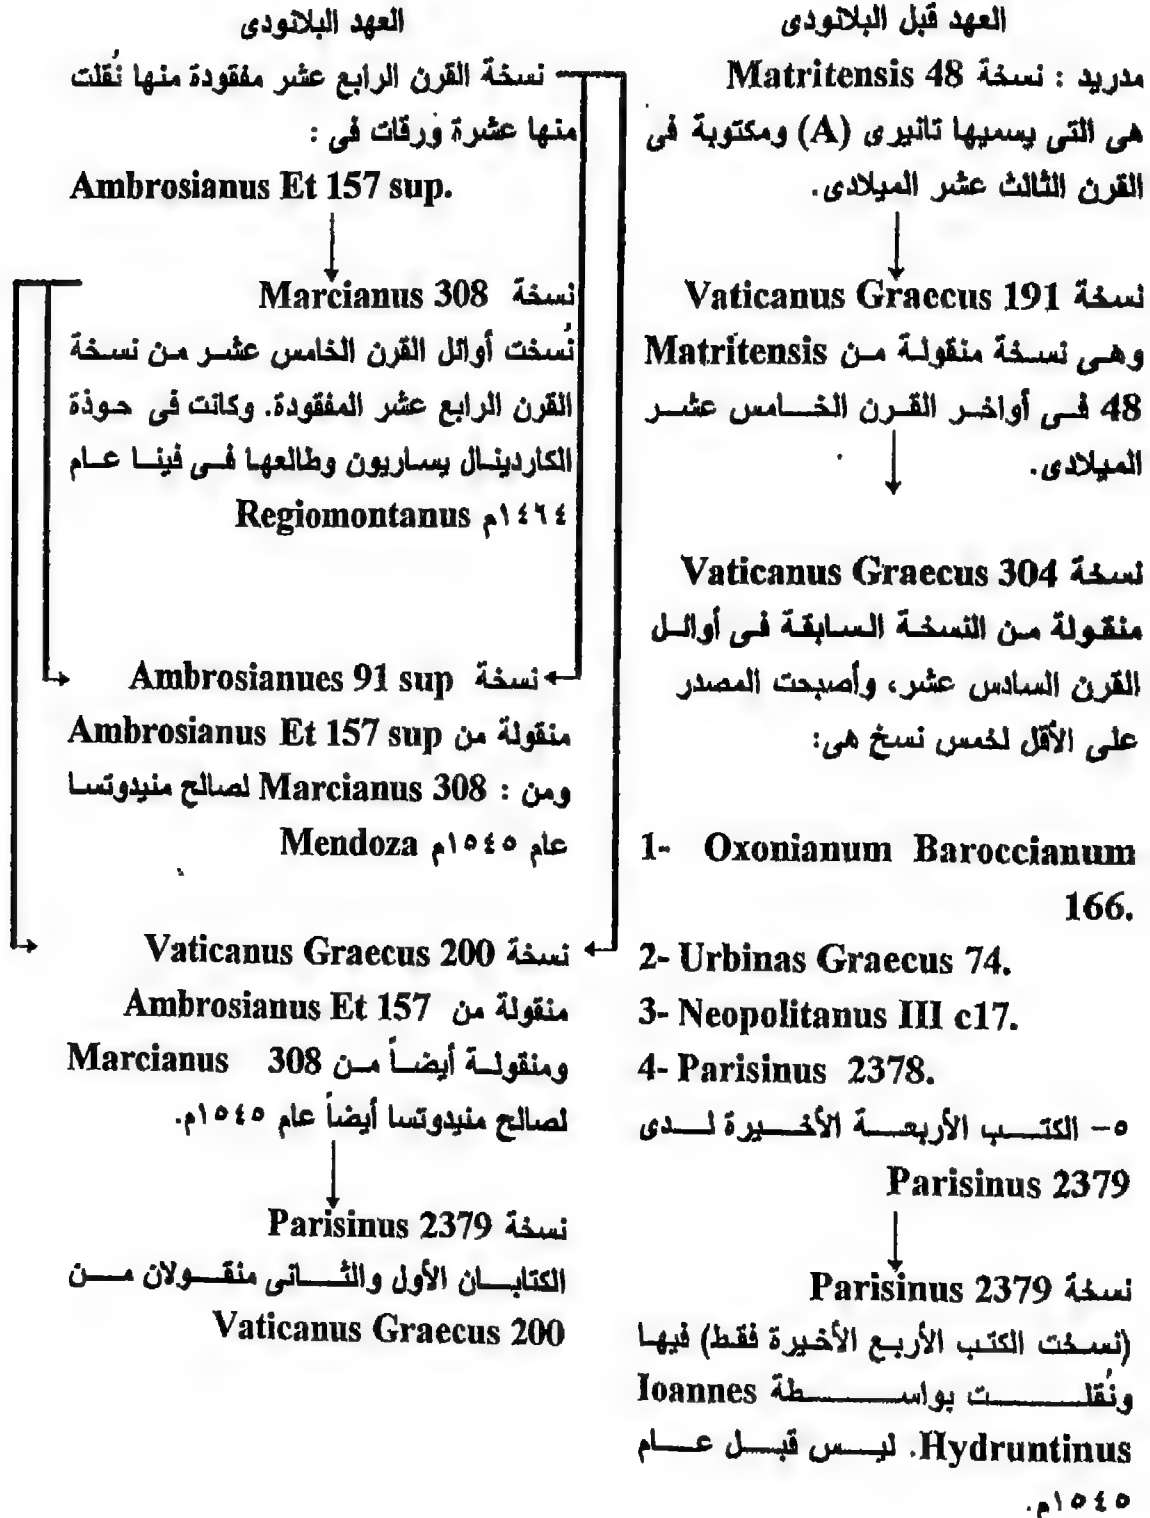 العهد قبل البلانودى
مدريد : نسخة Matritensis 48
هى التى يسميها تانيرى (A) ومكتوبة فى
القرن الثالث عشر الميلادى.
نسخة Vaticanus Graecus 191
وهى نسخة منقولة من Matritensis
48 فى أواخر القرن الخامس عشر
الميلادى.
نسخة Vaticanus Graecus 304
منقولة من النسخة السابقة فى أوائل
القرن السادس عشر، وأصبحت المصدر
على الأقل لخمس نسخ هى:
1- Oxonianum Baroccianum
166.
2- Urbinas Graecus 74.
3- Neopolitanus III c17.
4- Parisinus 2378.
٥- الكتب الأربعة الأخيرة لدى
Parisinus 2379
نسخة Parisinus 2379
(نسخت الكتب الأربع الأخيرة فقط) فيها
ونُقلت بواسطة Ioannes
Hydruntinus. ليس قبل عام
١٥٤٥م.
العهد البلانودى
نسخة القرن الرابع عشر مفقودة منها نُقلت
منها عشرة ورقات فى :
Ambrosianus Et 157 sup.
نسخة Marcianus 308
نُسخت أوائل القرن الخامس عشر من نسخة
القرن الرابع عشر المفقودة. وكانت فى حوذة
الكاردينال بساريون وطالعها فى فينا عام
١٤٦٤م Regiomontanus
نسخة Ambrosianues 91 sup
منقولة من Ambrosianus Et 157 sup
ومن : Marcianus 308 لصالح منيدوتسا
عام ١٥٤٥م Mendoza
نسخة Vaticanus Graecus 200
منقولة من Ambrosianus Et 157
ومنقولة أيضاً من Marcianus 308
لصالح منيدوتسا أيضاً عام ١٥٤٥م.
نسخة Parisinus 2379
الكتابان الأول والثانى منقولان من
Vaticanus Graecus 200